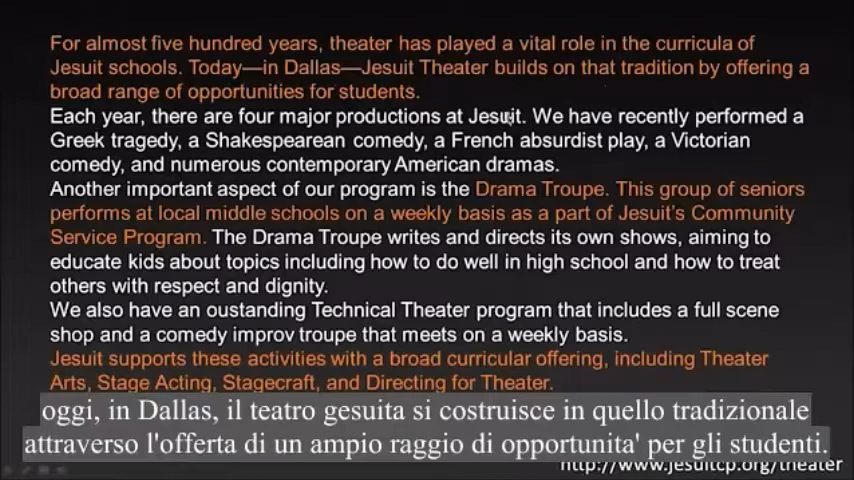 For almost five hundred years, theater has played a vital role in the curricula of
Jesuit schools. Today—in Dallas—Jesuit Theater builds on that tradition by offering a
broad range of opportunities for students.
Each year, there are four major productions at Jesuit. We have recently performed a
Greek tragedy, a Shakespearean comedy, a French absurdist play, a Victorian
comedy, and numerous contemporary American dramas.
Another important aspect of our program is the Drama Troupe. This group of seniors
performs at local middle schools on a weekly basis as a part of Jesuit's Community
Service Program. The Drama Troupe writes and directs its own shows, aiming to
educate kids about topics including how to do well in high school and how to treat
others with respect and dignity.
We also have an oustanding Technical Theater program that includes a full scene
shop and a comedy improv troupe that meets on a weekly basis.
Jesuit supports these activities with a broad curricular offering, including Theater
Arts, Stage Acting, Stagecraft, and Directing for Theater.
oggi, in Dallas, il teatro gesuita si costruisce in quello tradizionale
attraverso l'offerta di un ampio raggio di opportunita' per gli studenti.
http://www.jesuitcp.org/theater